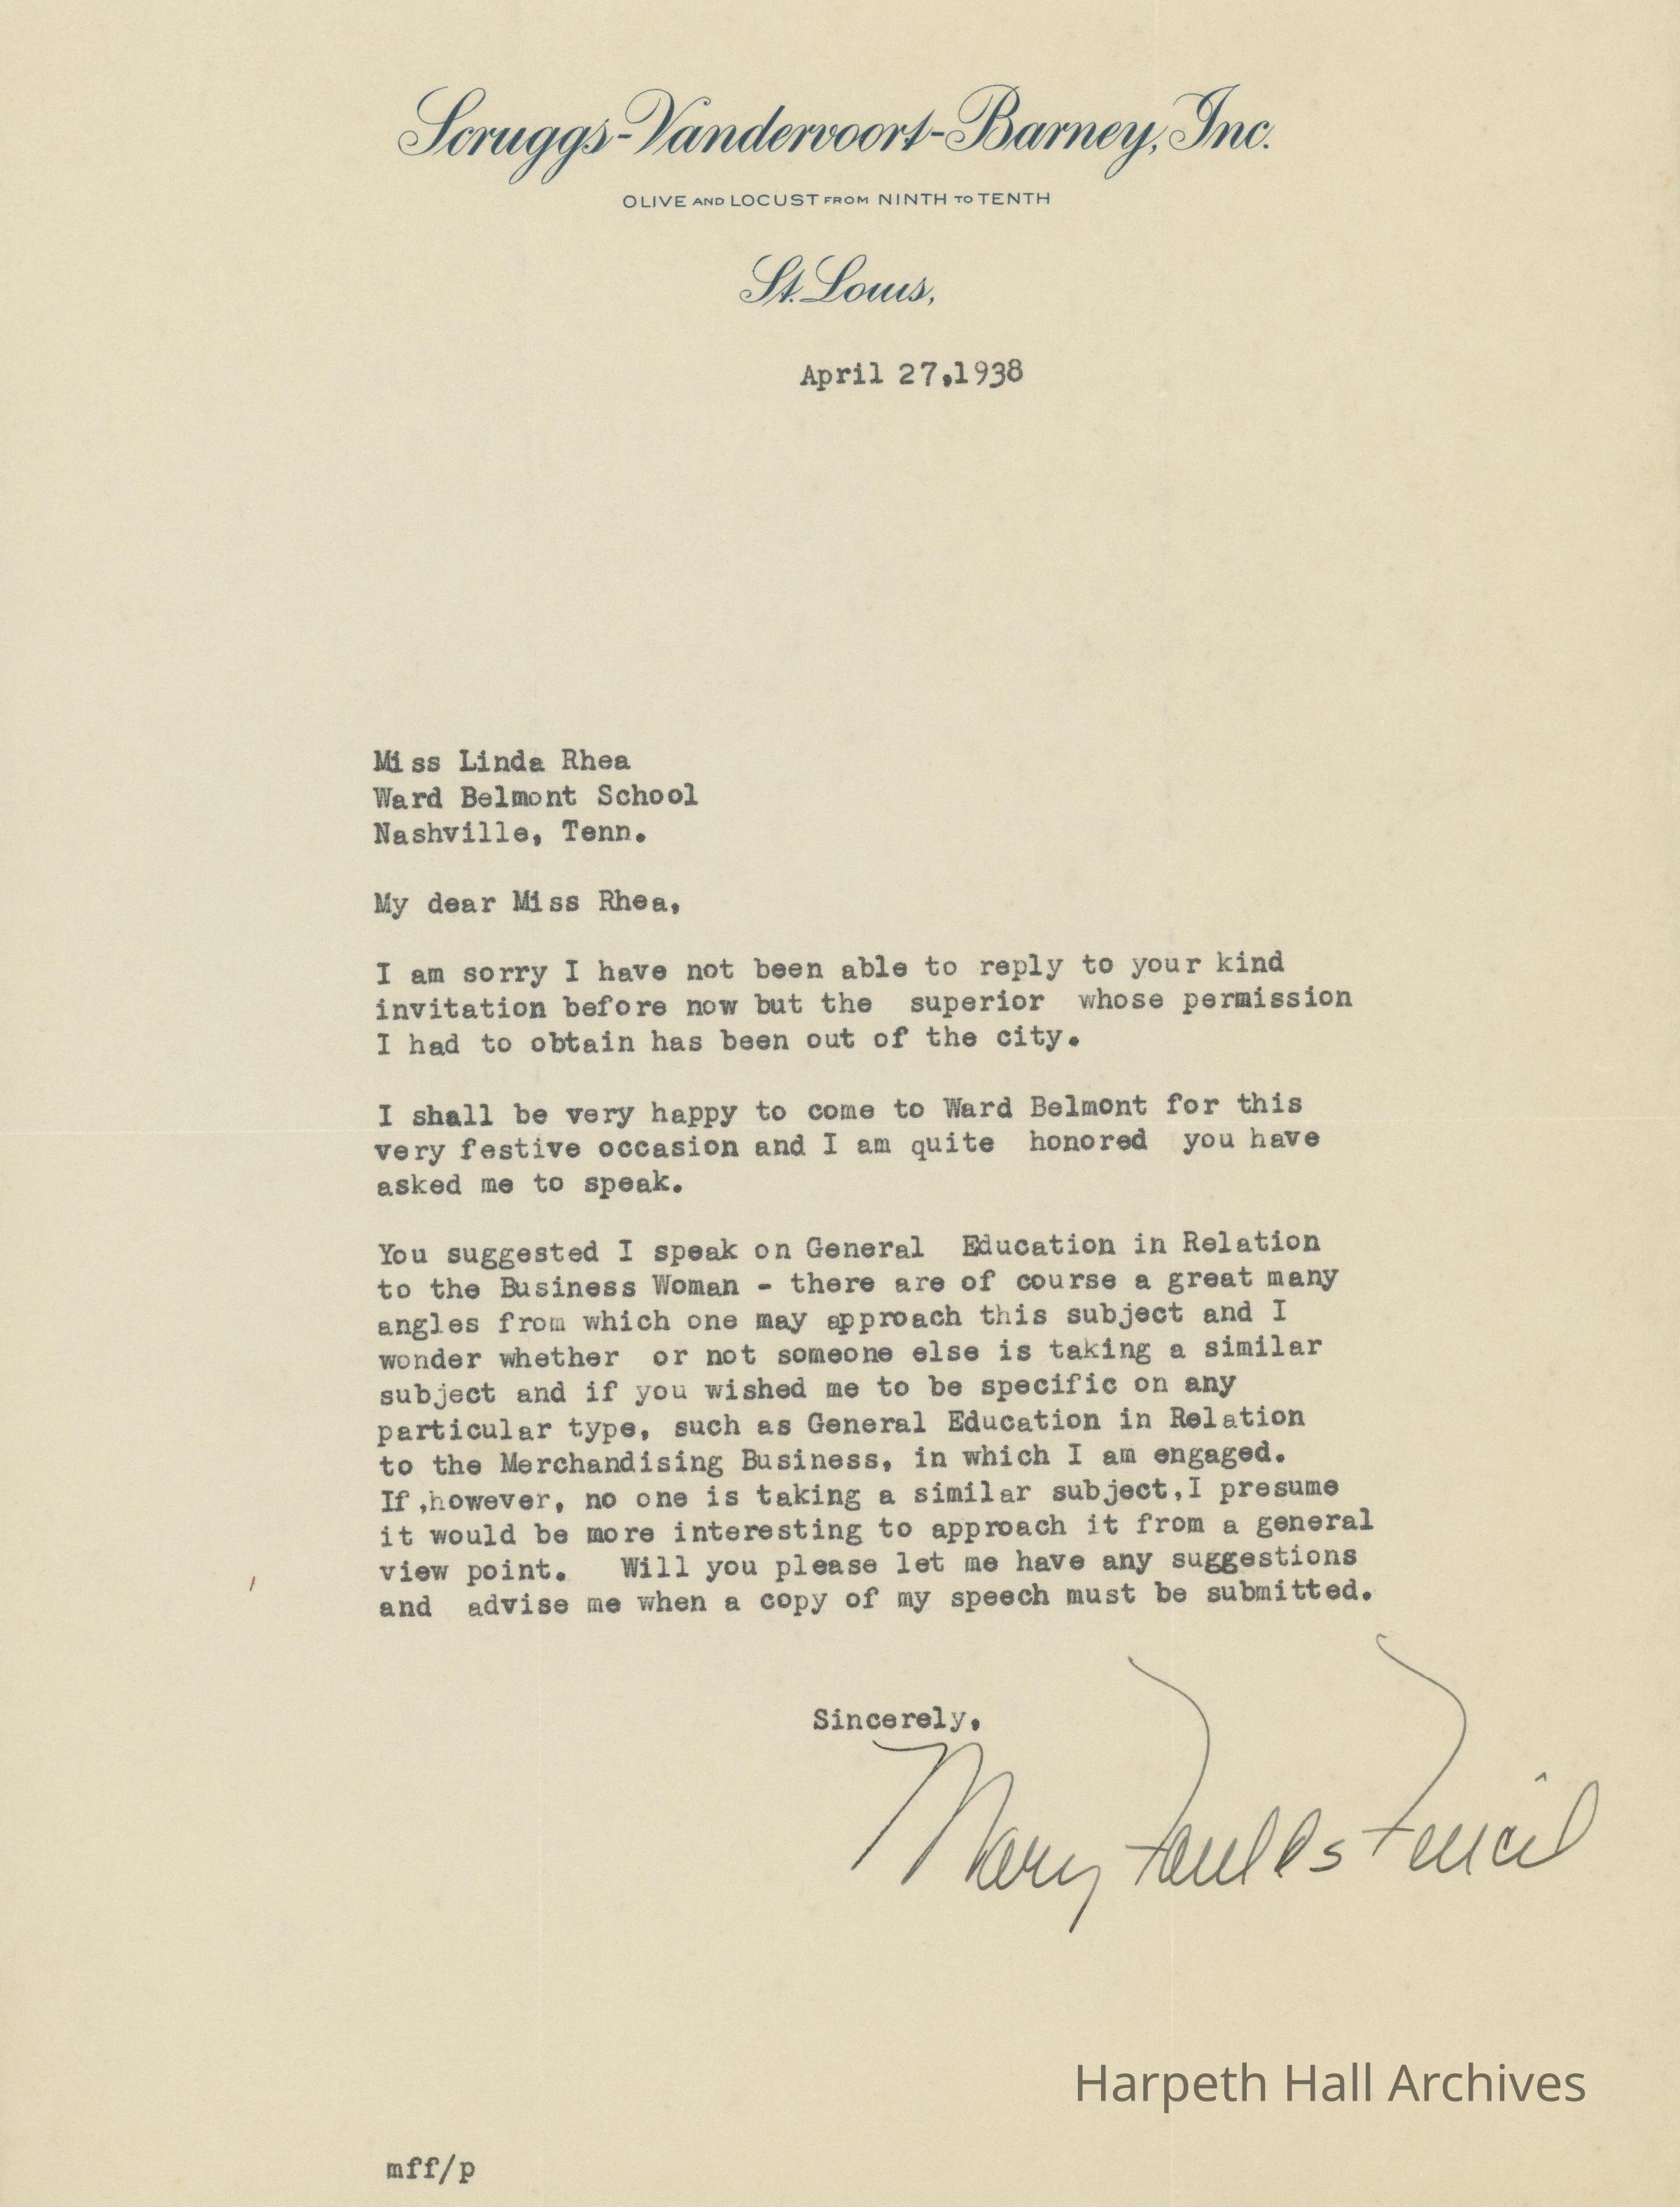 Scruggs-Vandervoort-Barney, Inc.
OLIVE AND LOCUST FROM NINTH TO TENTH
St. Louis,
April 27,1938
Miss Linda Rhea
Ward Belmont School
Nashville, Tenn.
My dear Miss Rhea,
I am sorry I have not been able to reply to your kind
invitation before now but the superior whose permission
I had to obtain has been out of the city.
I shall be very happy to come to Ward Belmont for this
very festive occasion and I am quite honored you have
asked me to speak.
You suggested I speak on General Education in Relation
to the Business Woman - there are of course a great many
angles from which one may approach this subject and I
wonder whether or not someone else is taking a similar
subject and if you wished me to be specific on any
particular type, such as General Education in Relation
to the Merchandising Business, in which I am engaged.
If ,however, no one is taking a similar subject,I presume
it would be more interesting to approach it from a general
view point. Will you please let me have any suggestions
and advise me when a copy of my speech must be submitted.
Sincerely,
Mary
Harpeth Hall Archives
mff/p